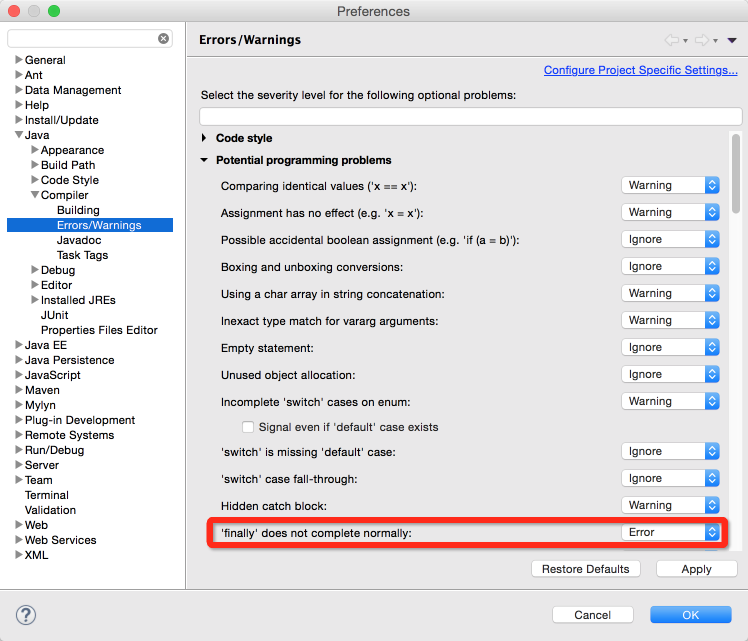 Preferences
General
Ant
Data Management
Help
Install/Update
Java
Appearance
Build Path
Code Style
Compiler
Building
Errors/Warnings
Javadoc
Task Tags
Debug
Editor
Installed JREs
JUnit
Properties Files Editor
Java EE
Java Persistence
JavaScript
Maven
Mylyn
Plug-in Development
Remote Systems
Run/Debug
Server
Team
Terminal
Validation
Web
Web Services
XML
Errors/Warnings
Configure Project Specific Settings...
Select the severity level for the following optional problems:
Code style
Potential programming problems
Comparing identical values ('x == x'): Warning
Assignment has no effect (e.g. 'x = x'): Warning
Possible accidental boolean assignment (e.g. 'if (a = b)'): Ignore
Boxing and unboxing conversions: Ignore
Using a char array in string concatenation: Warning
Inexact type match for vararg arguments: Warning
Empty statement: Ignore
Unused object allocation: Ignore
Incomplete 'switch' cases on enum: Warning
Signal even if 'default' case exists
'switch' is missing 'default' case: Ignore
'switch' case fall-through: Ignore
Hidden catch block: Warning
'finally' does not complete normally: Error
Restore Defaults Apply
? Cancel OK